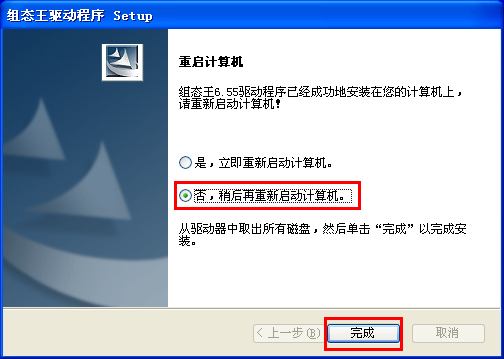 组态王驱动程序 Setup
重启计算机
组态王6.55驱动程序已经成功地安装在您的计算机上，
请重新启动计算机！
是，立即重新启动计算机。
否，稍后再重新启动计算机。
从驱动器中取出所有磁盘，然后单击“完成”以完成安
装。
< 上一步(B)
完成
取消